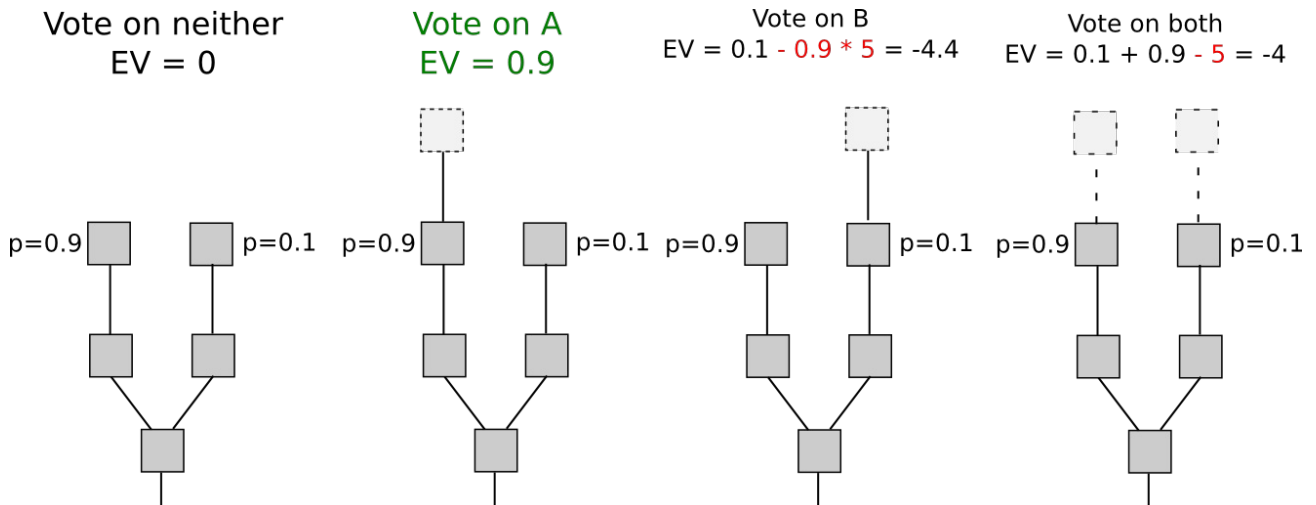 Vote on neither
EV = 0
Vote on A
EV = 0.9
Vote on B
EV = 0.1 - 0.9 * 5 = -4.4
Vote on both
EV = 0.1 + 0.9 - 5 = -4
p=0.9
p=0.1
p=0.9
p=0.1
p=0.9
p=0.1
p=0.9
p=0.1